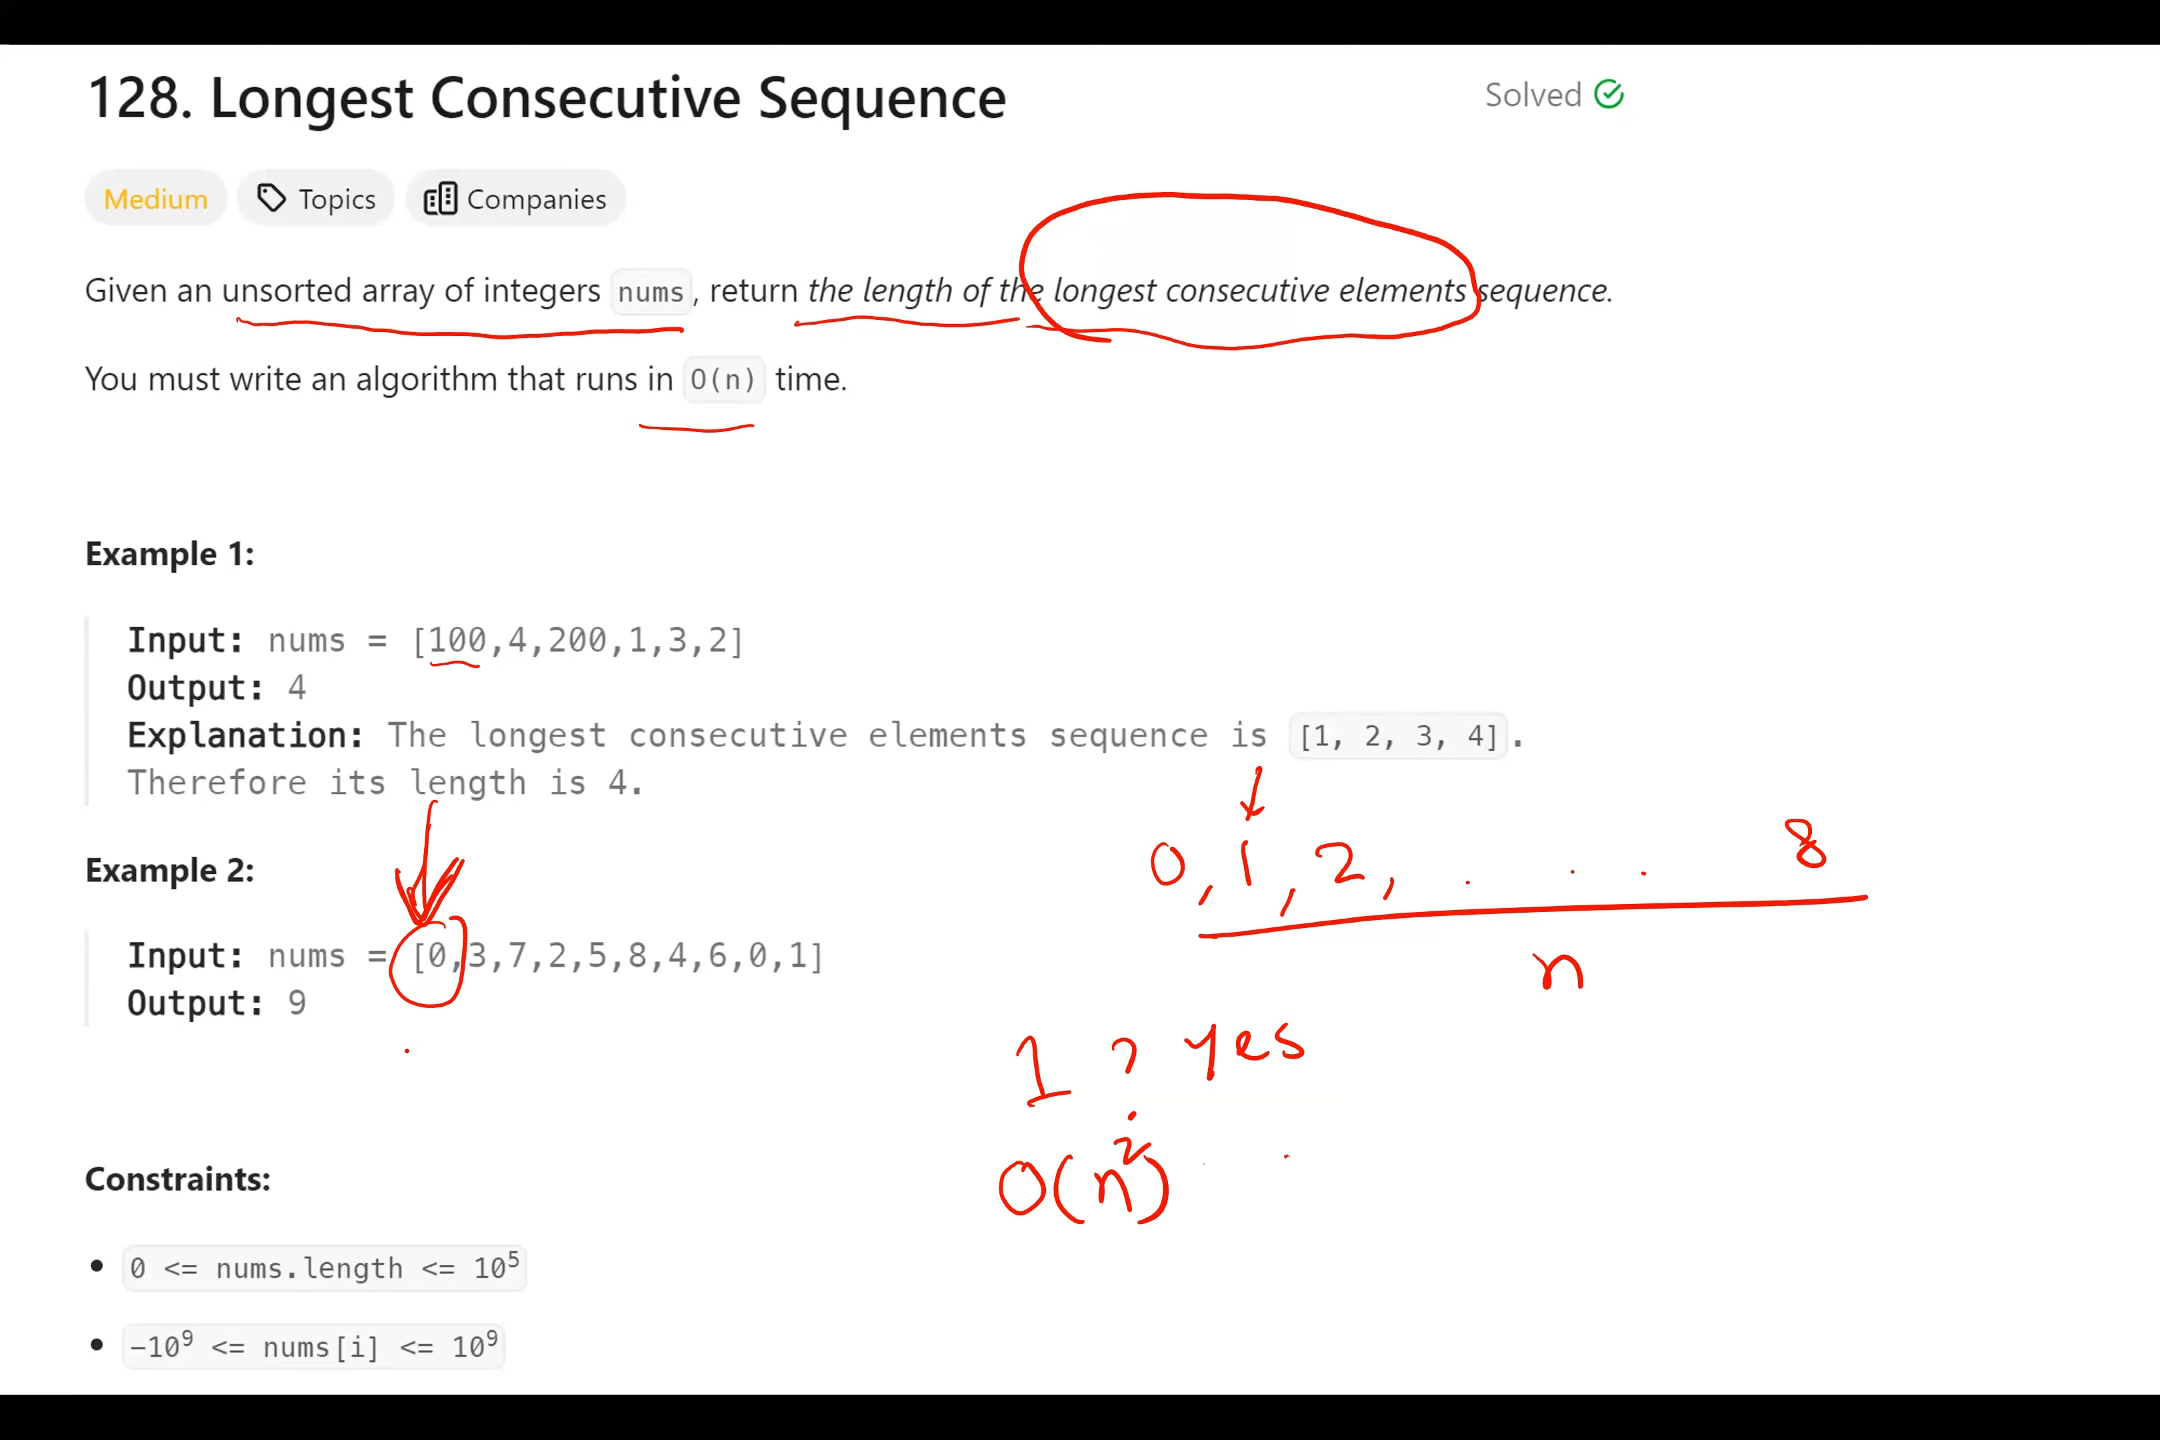 128. Longest Consecutive Sequence
Solved
Medium Topics Companies
Given an unsorted array of integers nums, return the length of the longest consecutive elements sequence.
You must write an algorithm that runs in O(n) time.
Example 1:
Input: nums = [100,4,200,1,3,2]
Output: 4
Explanation: The longest consecutive elements sequence is [1, 2, 3, 4].
Therefore its length is 4.
0, 1, 2, . . . 8
n
Example 2:
Input: nums = [0,3,7,2,5,8,4,6,0,1]
Output: 9
1 ? yes
O(n²)
Constraints:
• 0 <= nums.length <= 10⁵
• −10⁹ <= nums[i] <= 10⁹